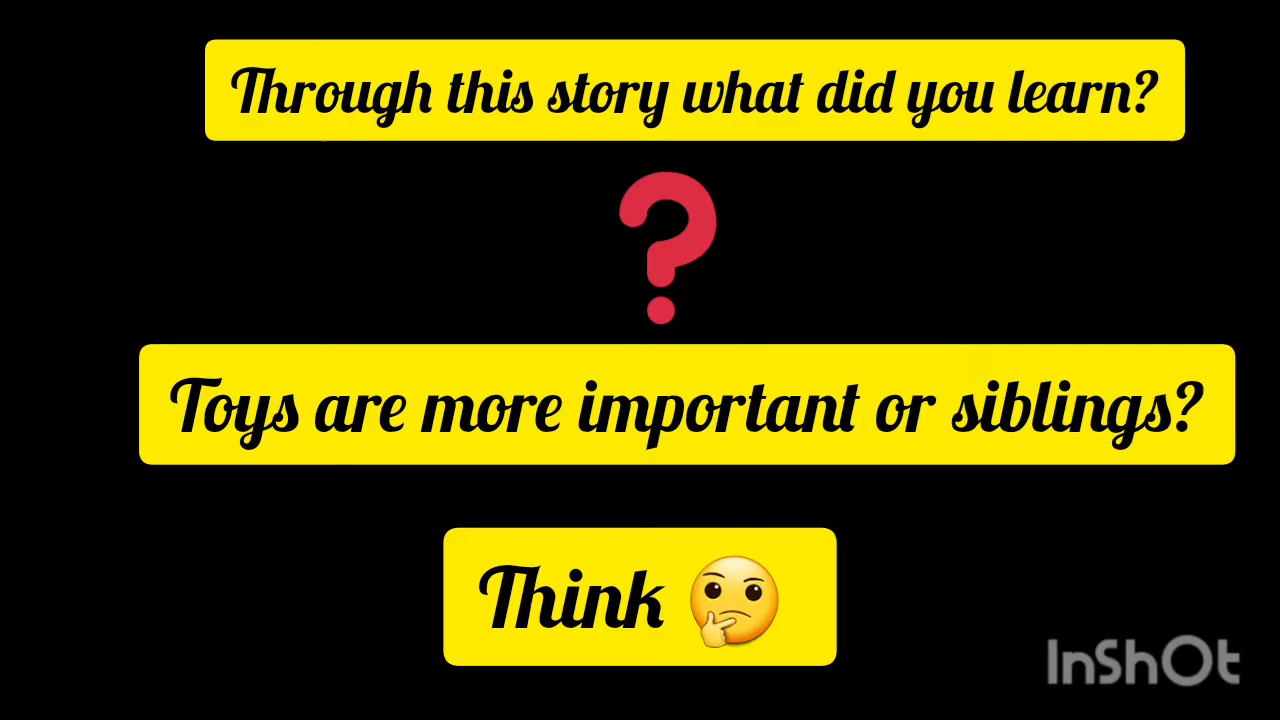 Through this story what did you learn?
❓
Toys are more important or siblings?
Think 🤔
InShOt